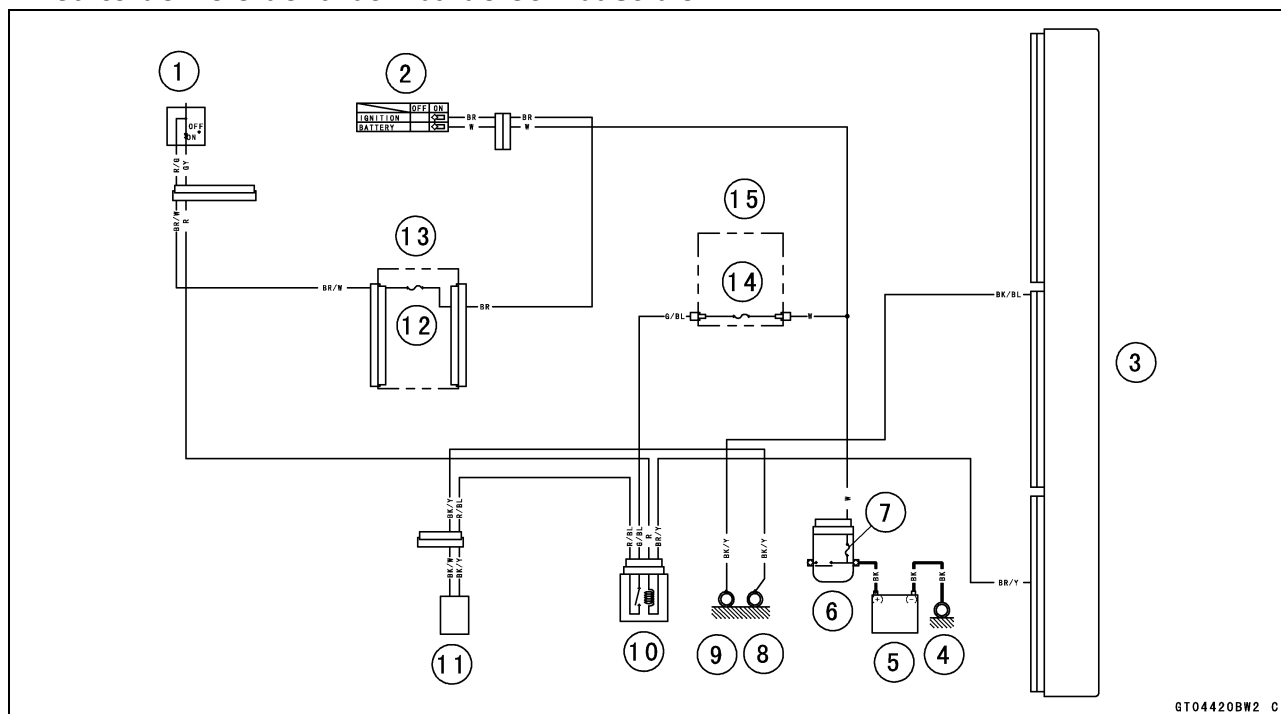 1
2
OFF ON
IGNITION
BATTERY
BR
W
BR
W
OFF
ON
R/G
GY
BR/W
R
13
BR/W
12
BR
15
14
G/BL
W
BK/BL
3
BK/Y
R/BL
BK/W
BK/Y
11
R/BL
G/BL
R
BR/Y
10
BK/Y
BK/Y
9
8
W
7
6
BK
(+)
(-)
BK
5
4
BR/Y
GT04420BW2 C